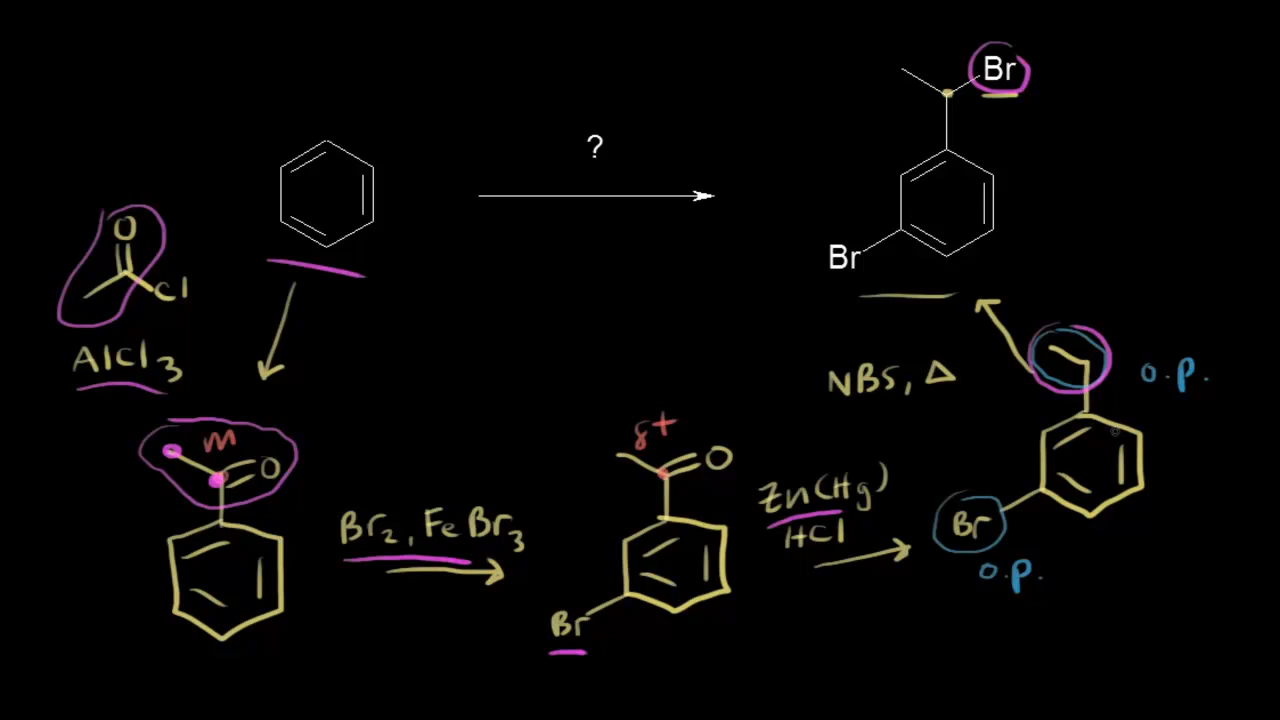 Br
?
Br
O
Cl
AlCl3
m
O
Br2, FeBr3
δ+
O
Br
Zn(Hg)
HCl
NBS, Δ
o.p.
Br
o.p.